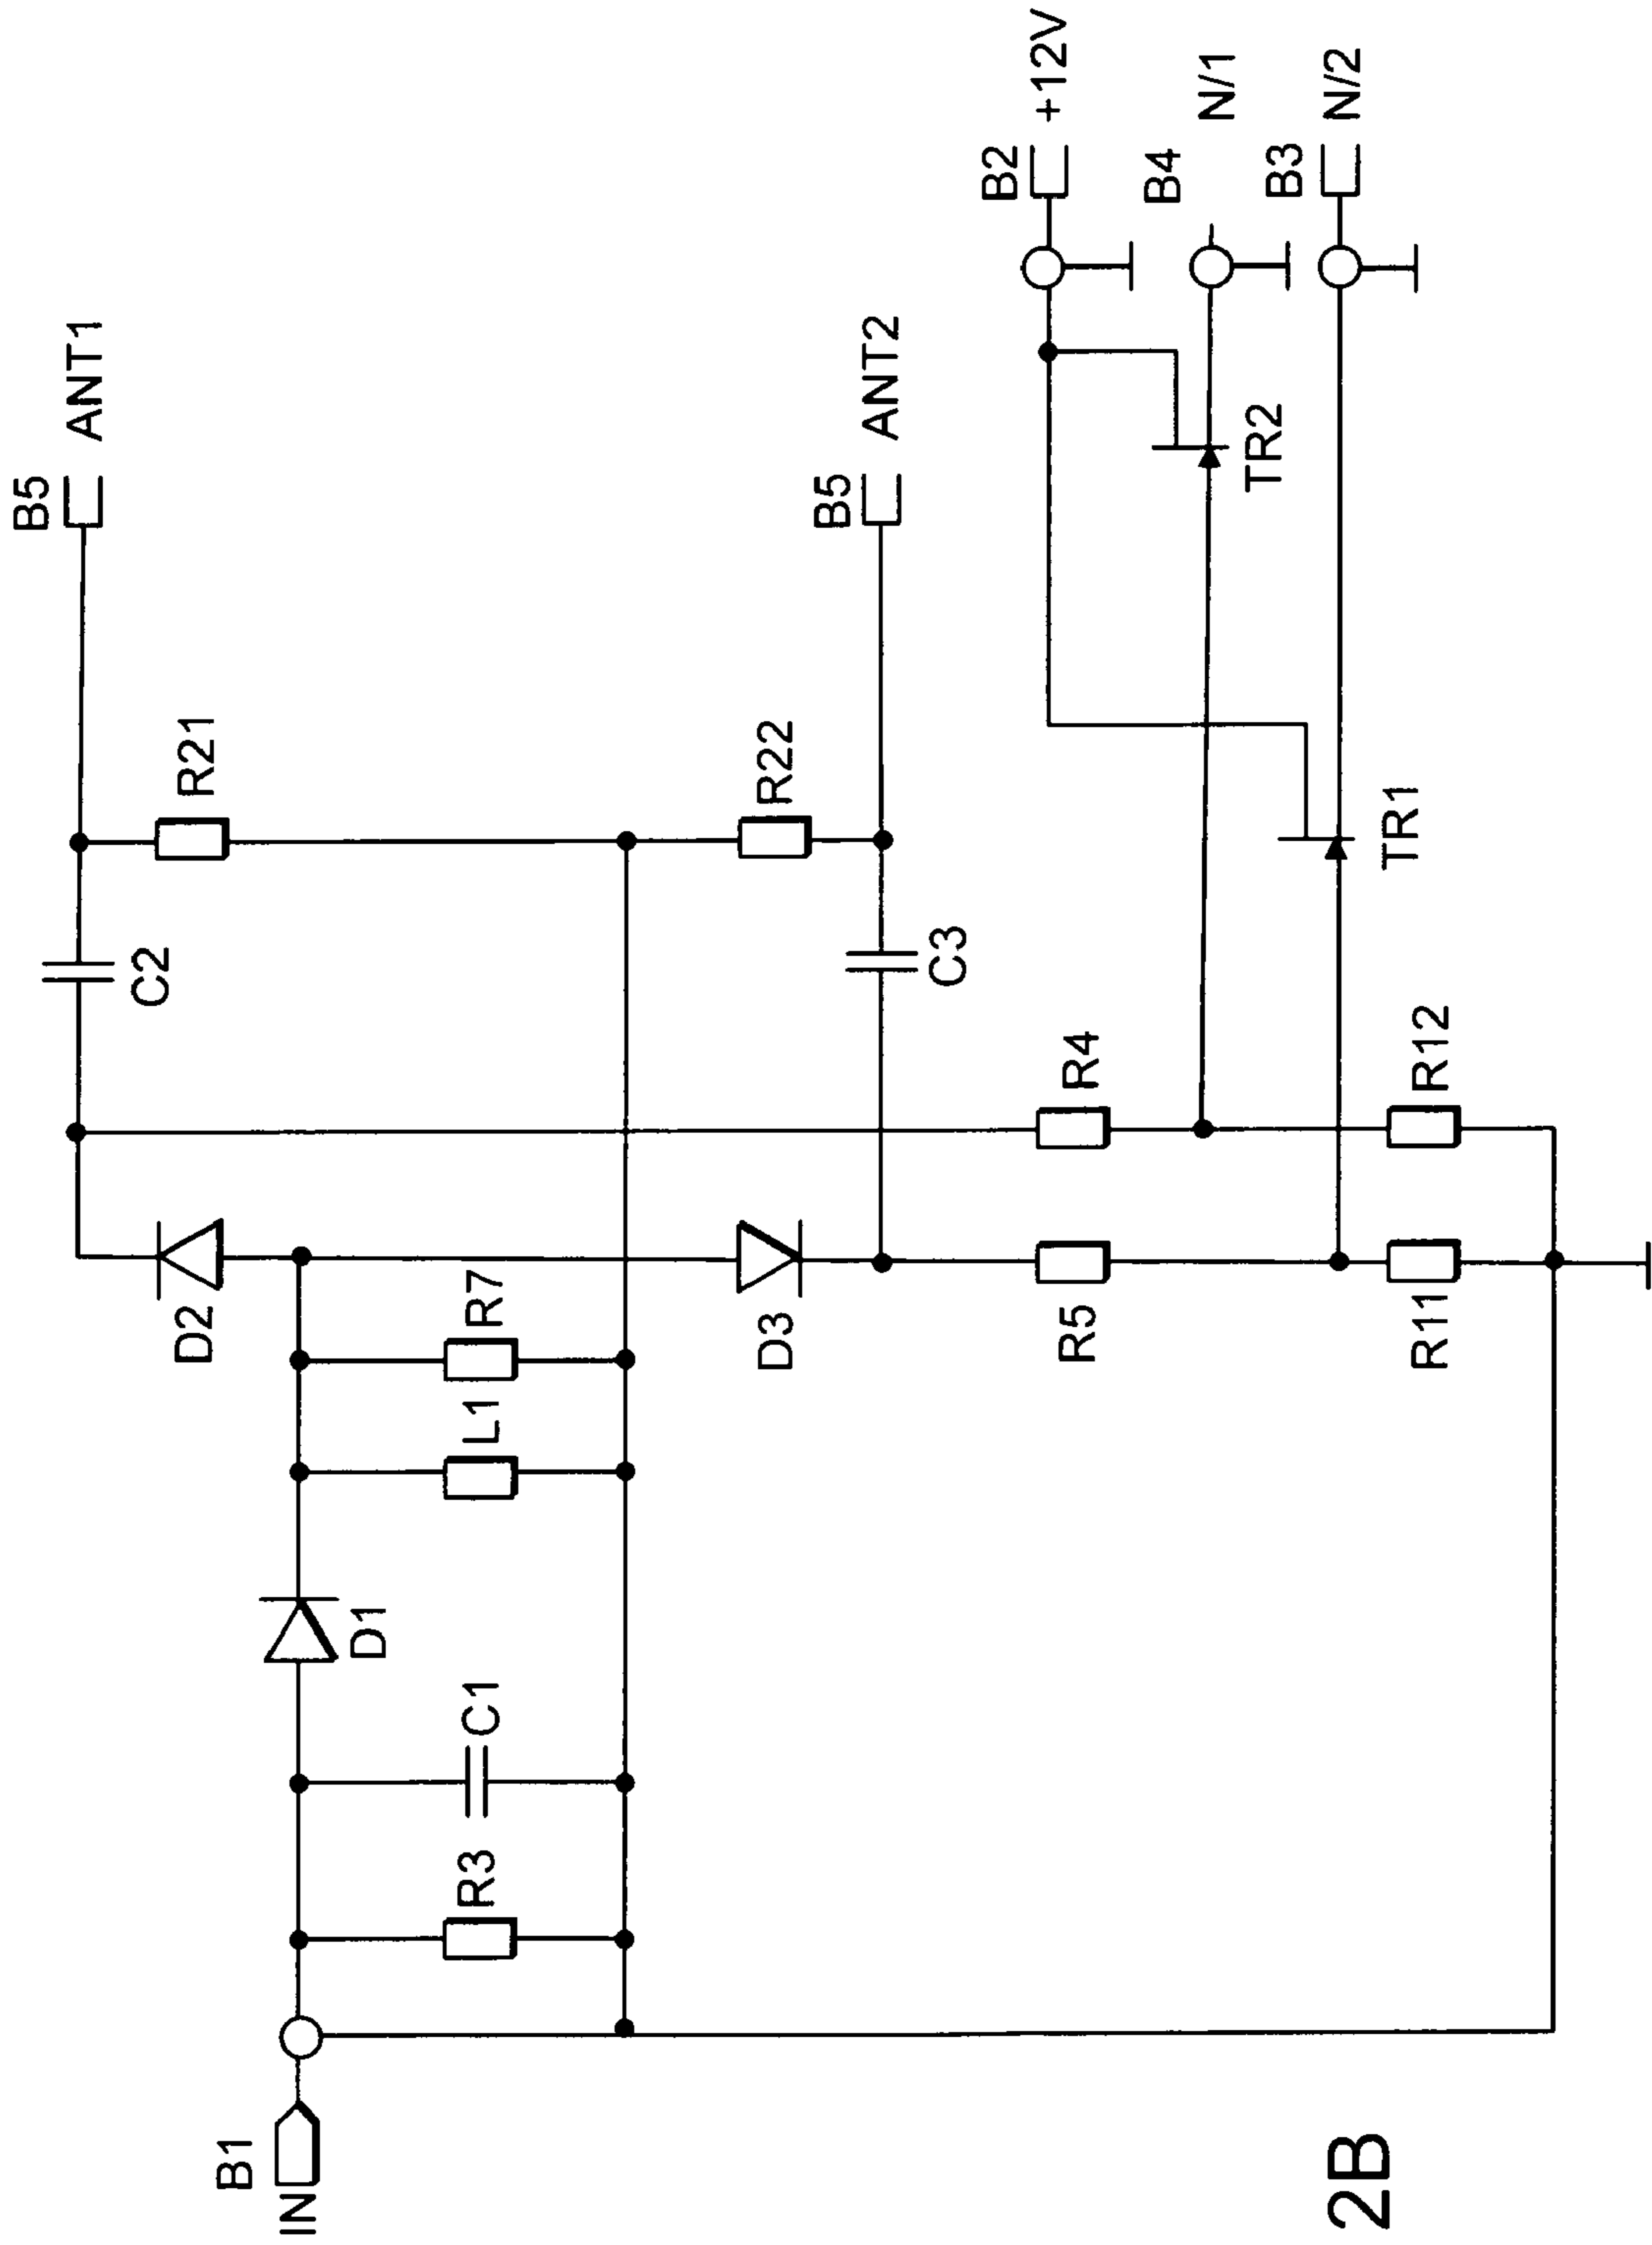 B5
ANT1
R21
C2
D2
R7
L1
D1
C1
R3
B1
IN
R22
B5
ANT2
C3
D3
R4
R5
R12
R11
B2
+12V
B4
N/1
B3
N/2
TR2
TR1
2B